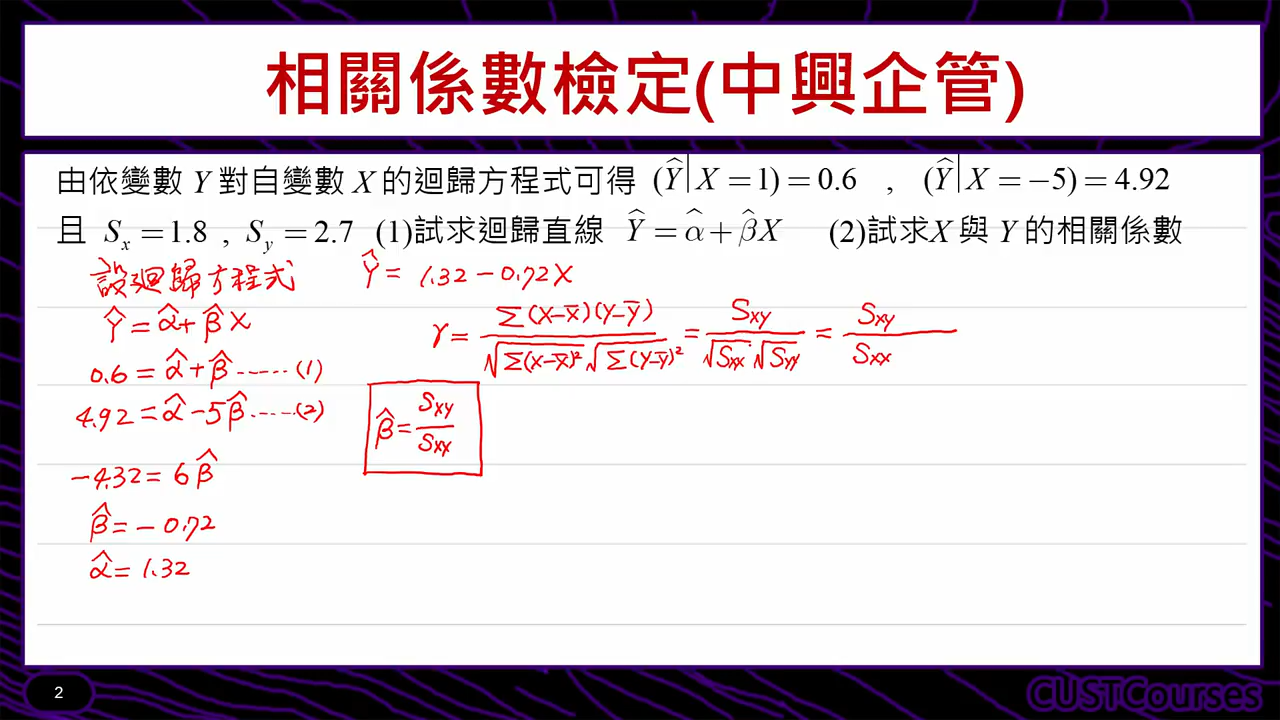 相關係數檢定(中興企管)
由依變數 Y 對自變數 X 的迴歸方程式可得 (Ŷ|X = 1) = 0.6 , (Ŷ|X = −5) = 4.92
且 Sx = 1.8 , Sy = 2.7 (1)試求迴歸直線 Ŷ = α̂ + β̂X (2)試求X 與 Y 的相關係數
設迴歸方程式
Ŷ = α̂ + β̂X
0.6 = α̂ + β̂ ...... (1)
4.92 = α̂ − 5β̂ ...... (2)
−4.32 = 6β̂
β̂ = −0.72
α̂ = 1.32
Ŷ = 1.32 − 0.72X
γ = Σ(X−X̄)(Y−Ȳ) / √Σ(X−X̄)² √Σ(Y−Ȳ)² = Sxy / √Sxx √Syy = Sxy / Sxx
β̂ = Sxy / Sxx
2
CUSTCourses